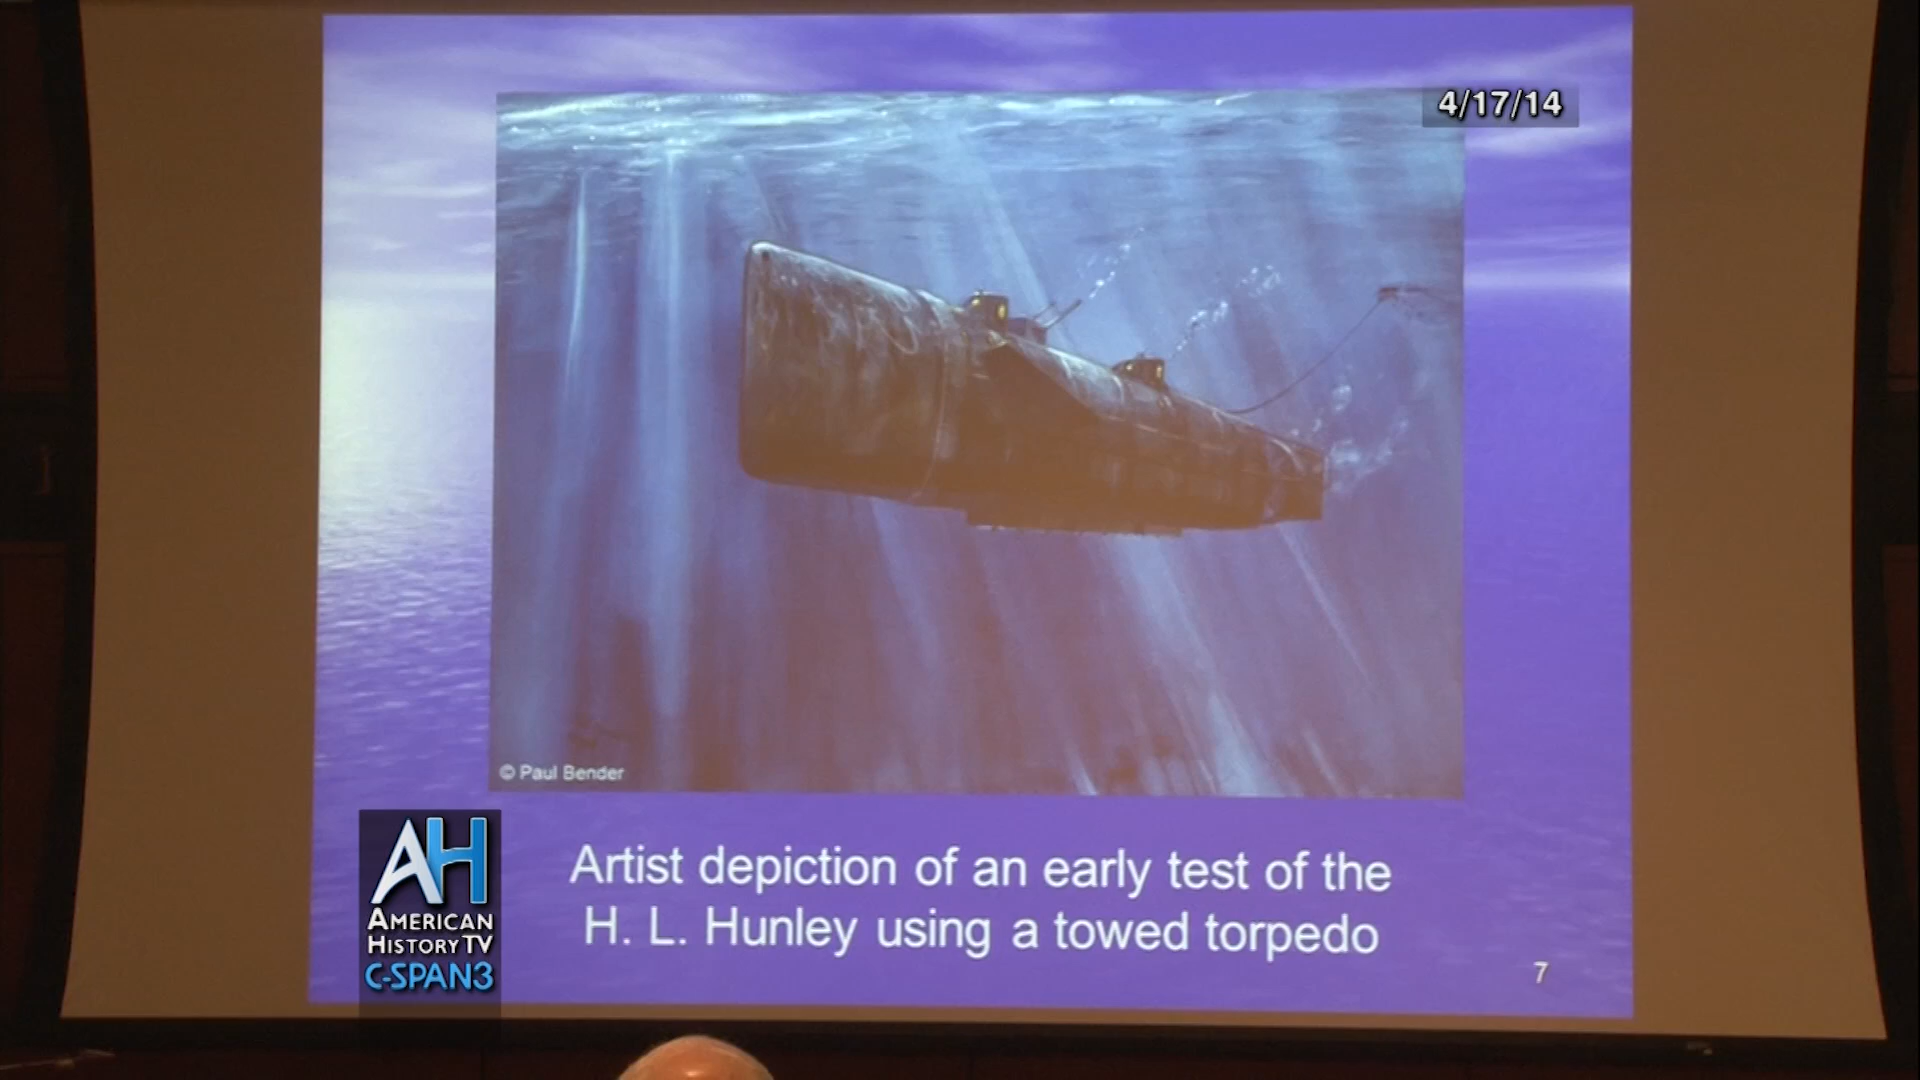 4/17/14
© Paul Bender
Artist depiction of an early test of the
H. L. Hunley using a towed torpedo
7
AH
AMERICAN
HISTORY TV
C-SPAN3